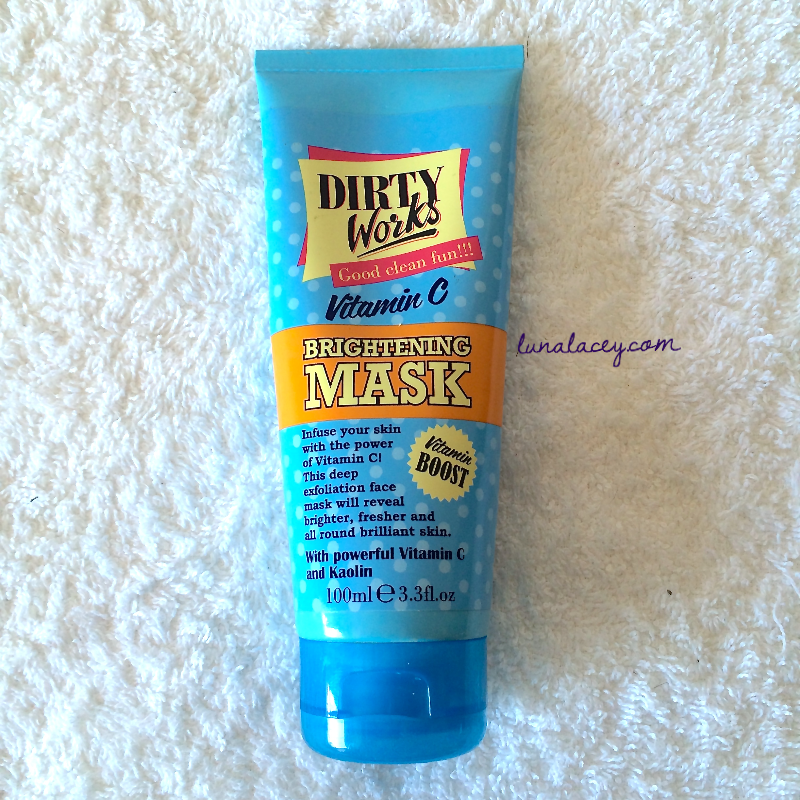 DIRTY
Works
Good clean fun!!!
Vitamin C
BRIGHTENING
MASK
lunalacey.com
Infuse your skin
with the power
of Vitamin C!
This deep
exfoliation face
mask will reveal
brighter, fresher and
all round brilliant skin.
Vitamin
BOOST
With powerful Vitamin C
and Kaolin
100ml ℮ 3.3fl.oz